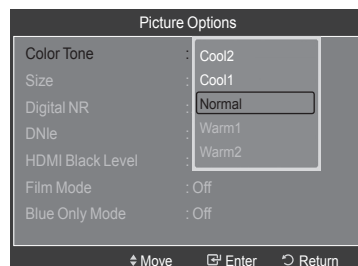 Picture Options
Color Tone : Cool2
Size : Cool1
Digital NR : Normal
DNIe : Warm1
HDMI Black Level : Warm2
Film Mode : Off
Blue Only Mode : Off
Move Enter Return